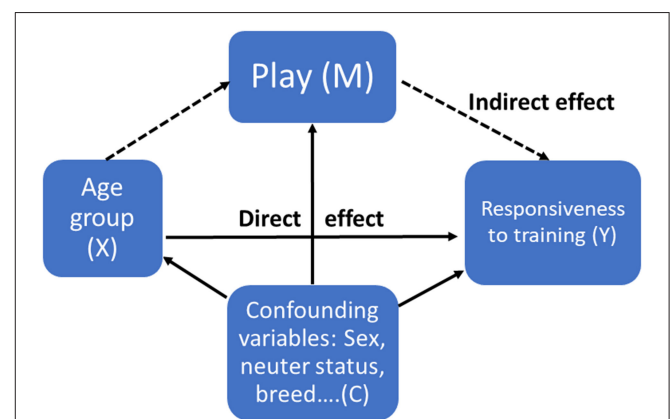 Play (M)
Indirect effect
Age
group
(X)
Direct effect
Responsiveness
to training (Y)
Confounding
variables: Sex,
neuter status,
breed....(C)